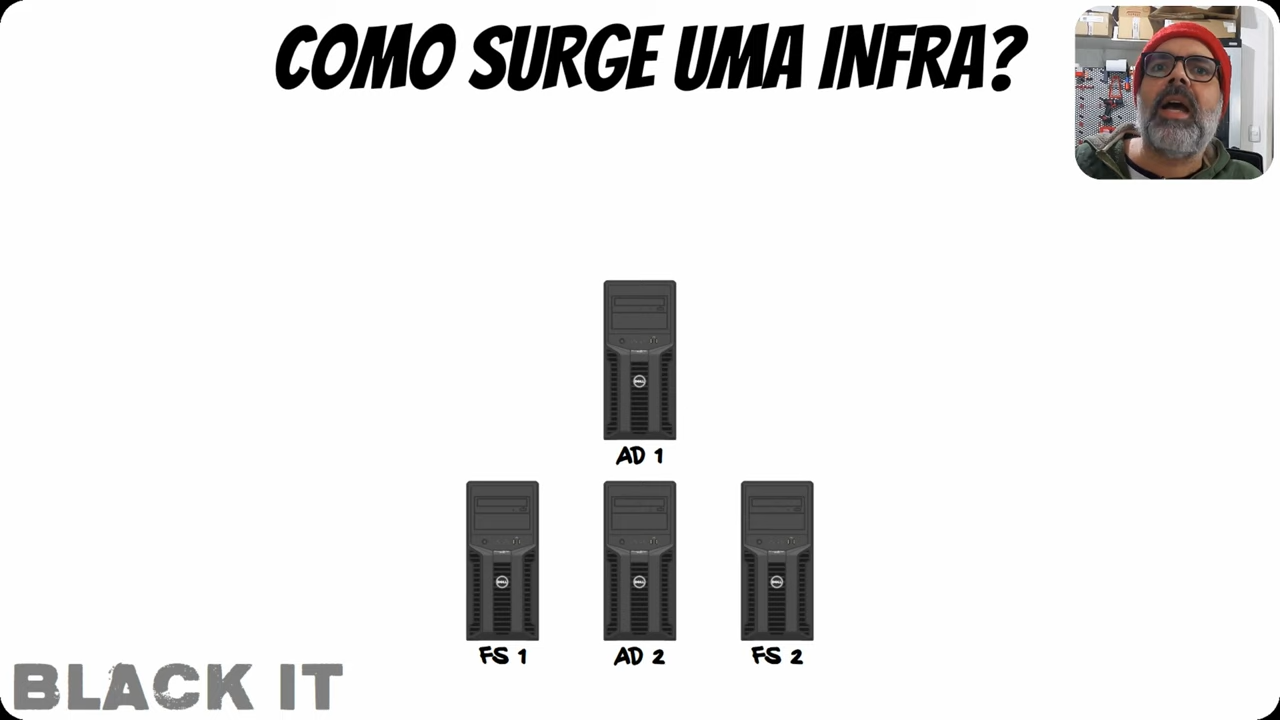 COMO SURGE UMA INFRA?
AD 1
FS 1
AD 2
FS 2
BLACK IT